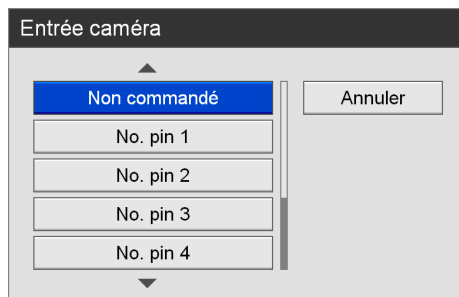 Entrée caméra
Non commandé
Annuler
No. pin 1
No. pin 2
No. pin 3
No. pin 4